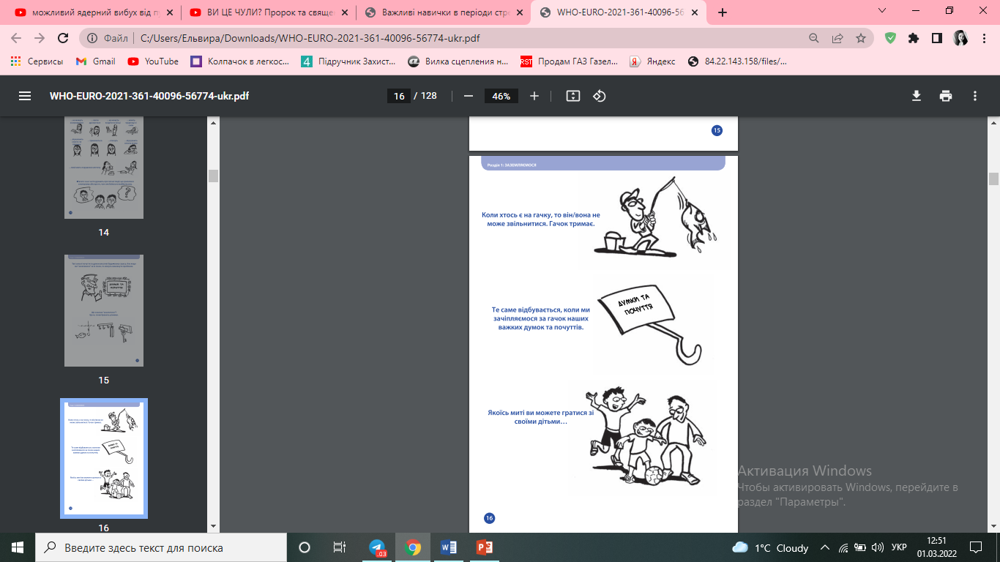 можливий ядерний вибух від п
ВИ ЦЕ ЧУЛИ? Пророк та свяще
Важливі навички в періоди стр
WHO-EURO-2021-361-40096-56
Файл
C:/Users/Ельвира/Downloads/WHO-EURO-2021-361-40096-56774-ukr.pdf
Сервисы
Gmail
YouTube
Колпачок в легкос...
Підручник Захист...
Вилка сцепления н...
Продам ГАЗ Газел...
Яндекс
84.22.143.158/files/...
WHO-EURO-2021-361-40096-56774-ukr.pdf
16 / 128
46%
14
ДУМКИ ТА
ПОЧУТТЯ
15
16
15
Розділ 1: ЗАЗЕМЛЯЄМОСЯ
Коли хтось є на гачку, то він/вона не
може звільнитися. Гачок тримає.
Те саме відбувається, коли ми
зачіпляємося за гачок наших
важких думок та почуттів.
ДУМКИ ТА
ПОЧУТТЯ
Якоїсь миті ви можете гратися зі
своїми дітьми…
16
Активация Windows
Чтобы активировать Windows, перейдите в
раздел "Параметры".
Введите здесь текст для поиска
.03
1°C Cloudy
УКР
12:51
01.03.2022